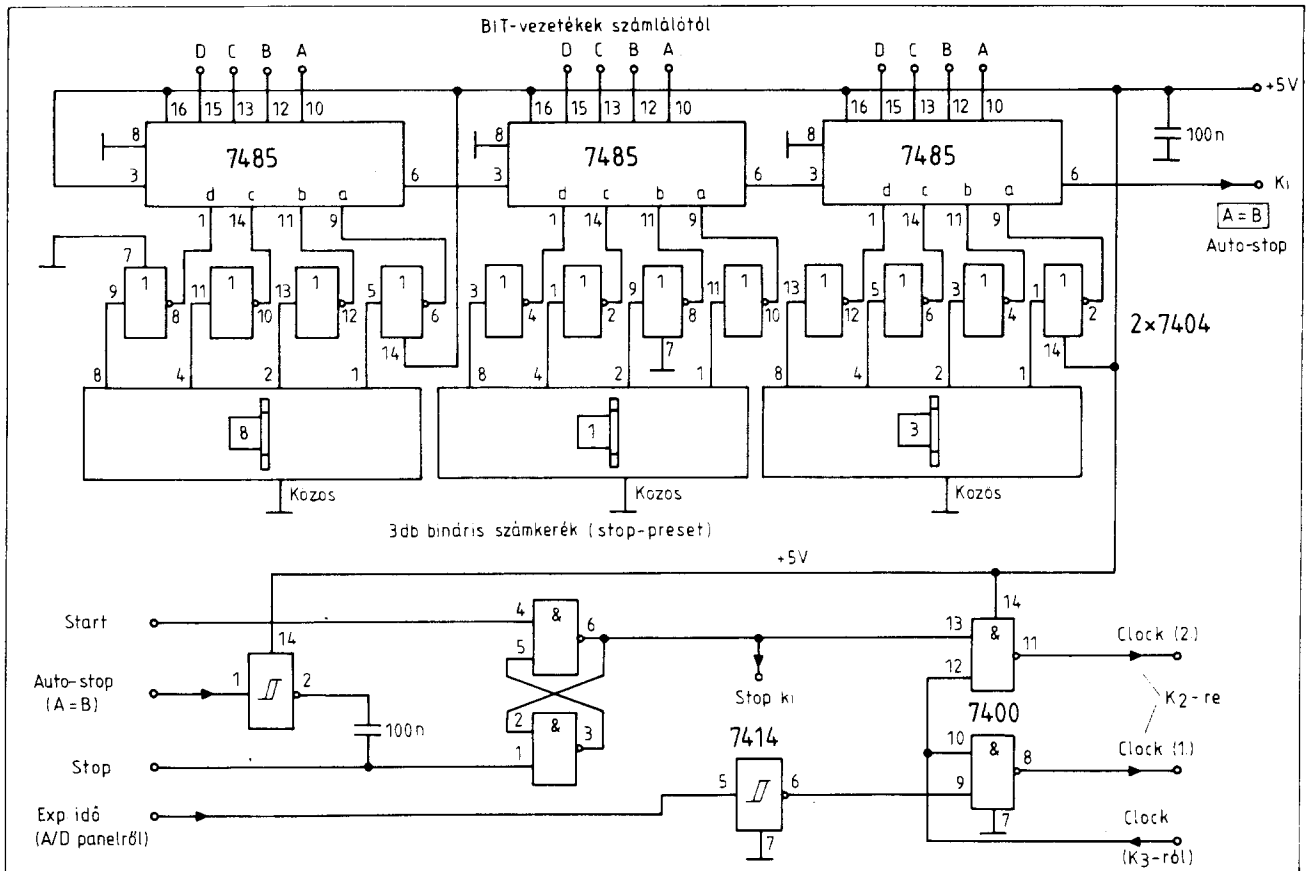 BIT-vezetékek számlálótól
D C B A D C B A D C B A
16 15 13 12 10 16 15 13 12 10 16 15 13 12 10 +5V
8 7485 8 7485 8 7485 100n
3 6 3 6 3 6 Ki
d c b a d c b a d c b a
1 14 11 9 1 14 11 9 1 14 11 9
A=B
Auto-stop
7
1 1 1 1 1 1 1 1 1 1 1 1
9 8 11 10 13 12 5 6 3 4 1 2 9 8 11 10 13 12 5 6 3 4 1 2
14 7 14
2×7404
8 4 2 1 8 4 2 1 8 4 2 1
8 1 3
Közös Közös Közös
3db bináris számkerék (stop-preset)
+5V
Start 4 & 6 13 14 & 11 Clock (2.)
5 12
14
Auto-stop 1 2
(A=B)
Stop ki
K2-re
100n
2 & 3
7414 7400
Stop 1
10 & 8 Clock (1.)
5 6 9
Exp idő
(A/D panelről)
7 7
Clock
(K3-ról)